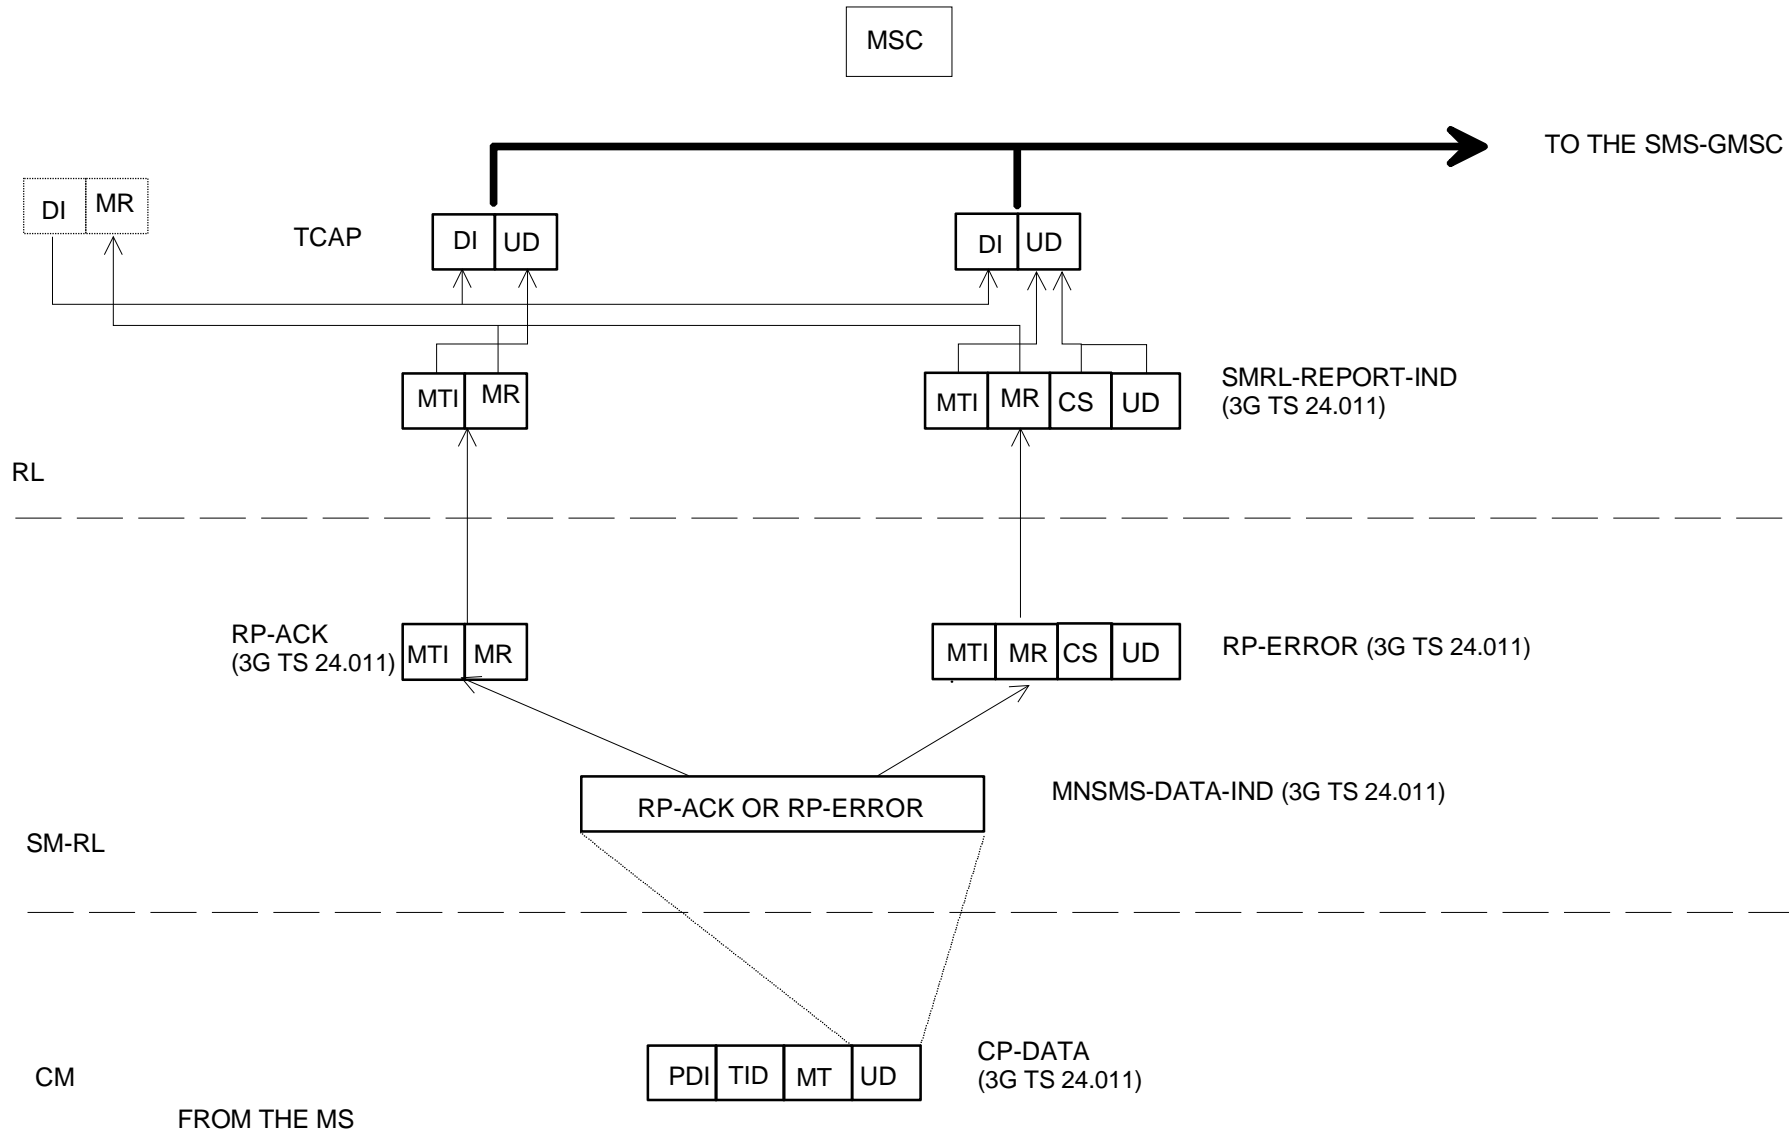 MSC
TO THE SMS-GMSC
DI MR
TCAP
DI UD
DI UD
MTI MR
MTI MR CS UD
SMRL-REPORT-IND
(3G TS 24.011)
RL
RP-ACK
(3G TS 24.011)
MTI MR
MTI MR CS UD
RP-ERROR (3G TS 24.011)
RP-ACK OR RP-ERROR
MNSMS-DATA-IND (3G TS 24.011)
SM-RL
CM
PDI TID MT UD
CP-DATA
(3G TS 24.011)
FROM THE MS